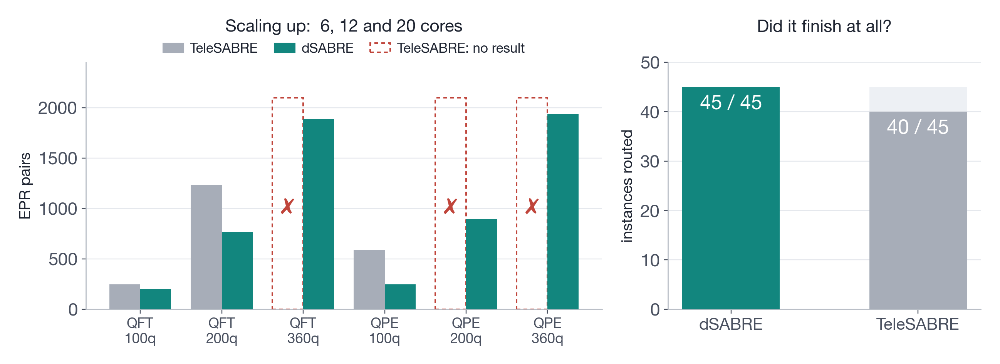 Scaling up:  6, 12 and 20 cores
TeleSABRE
dSABRE
TeleSABRE: no result
EPR pairs
2000
1500
1000
500
0
✗
✗
✗
QFT
100q
QFT
200q
QFT
360q
QPE
100q
QPE
200q
QPE
360q
Did it finish at all?
instances routed
50
40
30
20
10
0
45 / 45
40 / 45
dSABRE
TeleSABRE